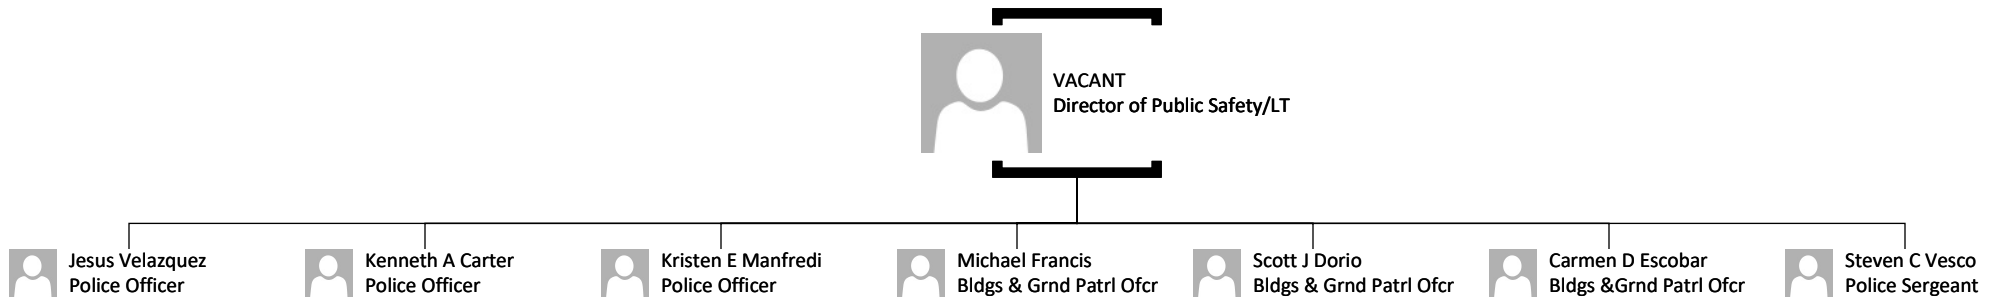 VACANT
Director of Public Safety/LT
Jesus Velazquez
Police Officer
Kenneth A Carter
Police Officer
Kristen E Manfredi
Police Officer
Michael Francis
Bldgs & Grnd Patrl Ofcr
Scott J Dorio
Bldgs & Grnd Patrl Ofcr
Carmen D Escobar
Bldgs &Grnd Patrl Ofcr
Steven C Vesco
Police Sergeant